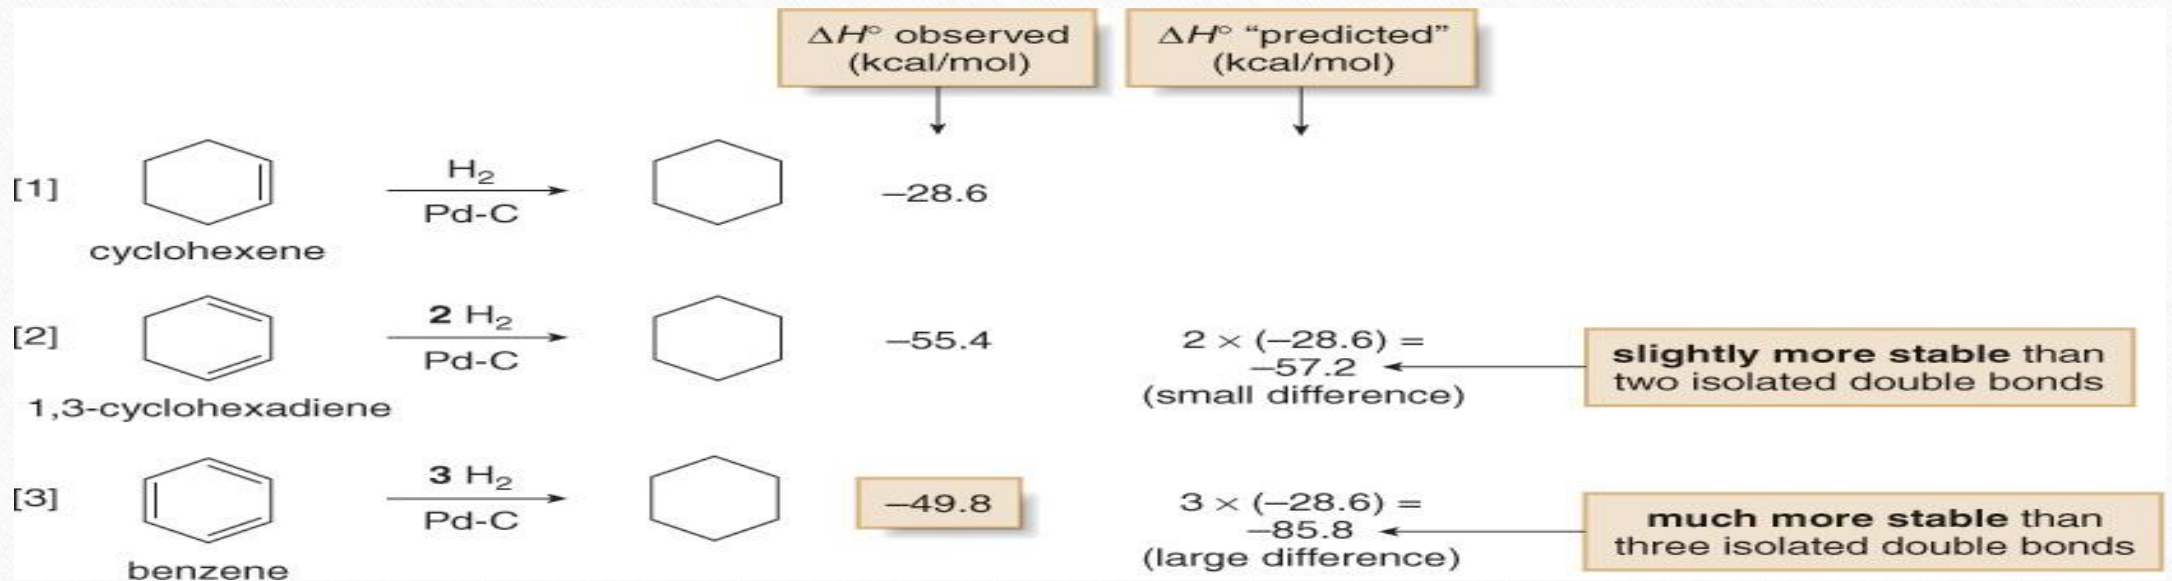 ΔH° observed
(kcal/mol)
ΔH° “predicted”
(kcal/mol)
[1]
H₂
Pd-C
–28.6
cyclohexene
[2]
2 H₂
Pd-C
–55.4
2 × (–28.6) =
–57.2
(small difference)
slightly more stable than
two isolated double bonds
1,3-cyclohexadiene
[3]
3 H₂
Pd-C
–49.8
3 × (–28.6) =
–85.8
(large difference)
much more stable than
three isolated double bonds
benzene